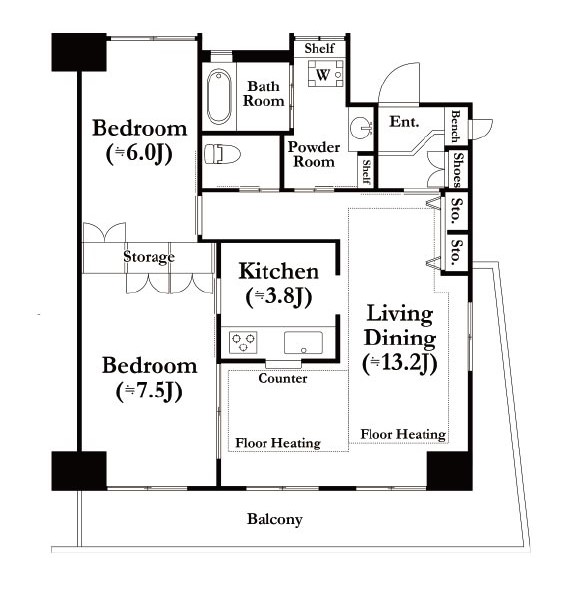 Shelf
W
Bath
Room
Bedroom
(≒6.0J)
Ent.
Bench
Powder
Room
Shelf
Shoes
Sto.
Sto.
Storage
Kitchen
(≒3.8J)
Living
Dining
(≒13.2J)
Bedroom
(≒7.5J)
Counter
Floor Heating
Floor Heating
Balcony